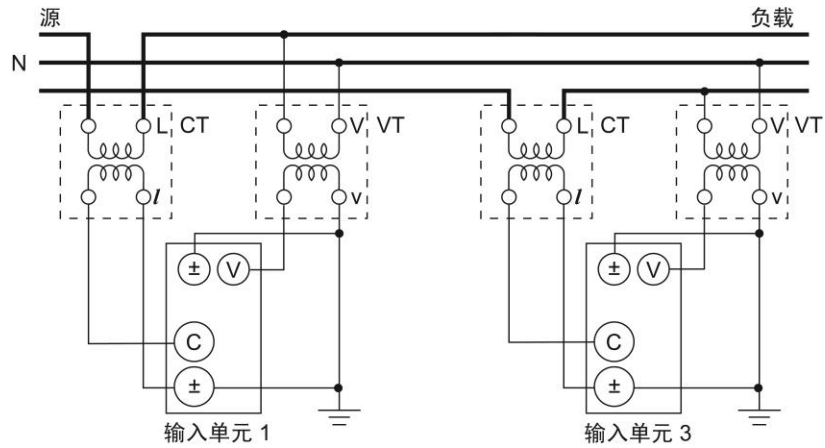 源 负载
N
L CT V VT L CT V VT
l v l v
± V ± V
C C
± ±
输入单元 1 输入单元 3